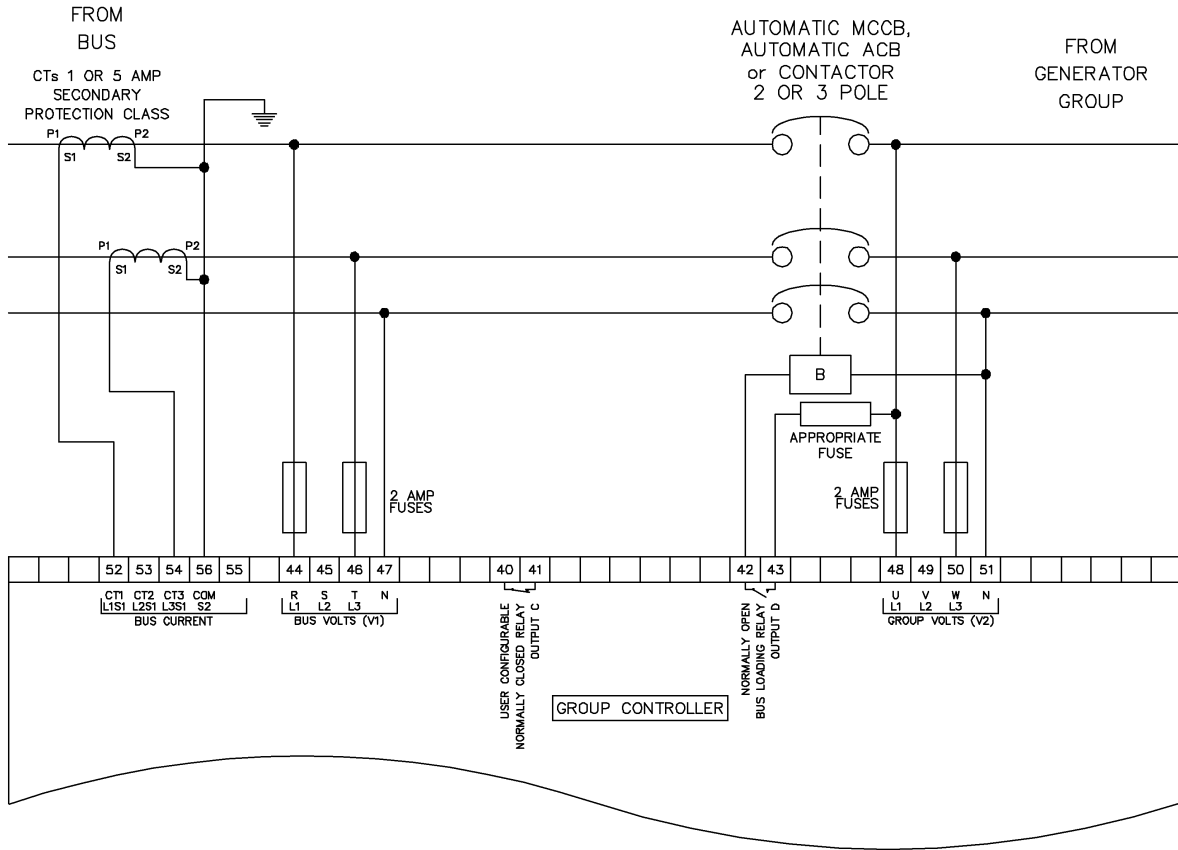 FROM
BUS
CTs 1 OR 5 AMP
SECONDARY
PROTECTION CLASS
AUTOMATIC MCCB,
AUTOMATIC ACB
or CONTACTOR
2 OR 3 POLE
FROM
GENERATOR
GROUP
P1 P2
S1 S2
P1 P2
S1 S2
B
APPROPRIATE
FUSE
2 AMP
FUSES
2 AMP
FUSES
52 53 54 56 55 44 45 46 47 40 41 42 43 48 49 50 51
CT1 CT2 CT3 COM
L1S1 L2S1 L3S1 S2
BUS CURRENT
R S T N
L1 L2 L3
BUS VOLTS (V1)
USER CONFIGURABLE
NORMALLY CLOSED RELAY
OUTPUT C
NORMALLY OPEN
BUS LOADING RELAY
OUTPUT D
U V W N
L1 L2 L3
GROUP VOLTS (V2)
GROUP CONTROLLER